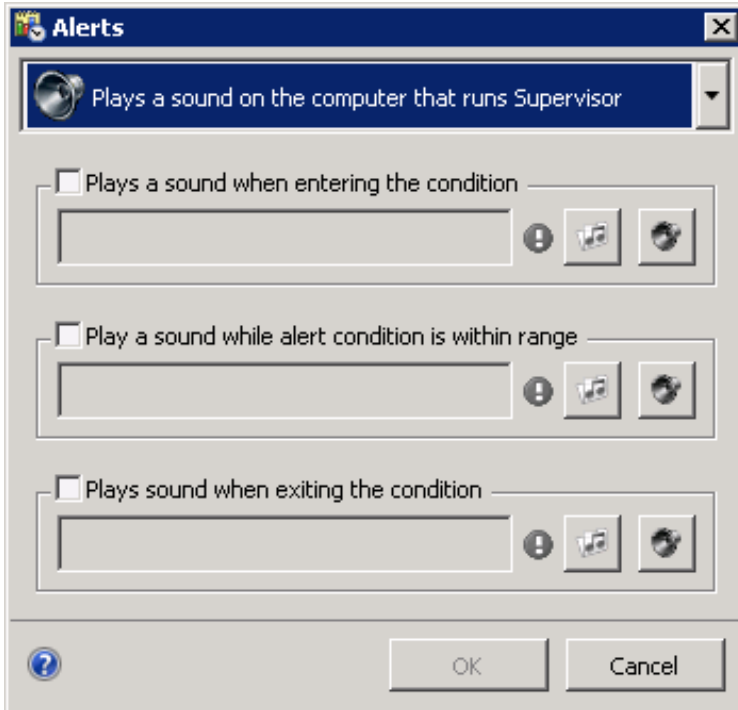 Alerts
Plays a sound on the computer that runs Supervisor
Plays a sound when entering the condition
Play a sound while alert condition is within range
Plays sound when exiting the condition
OK
Cancel